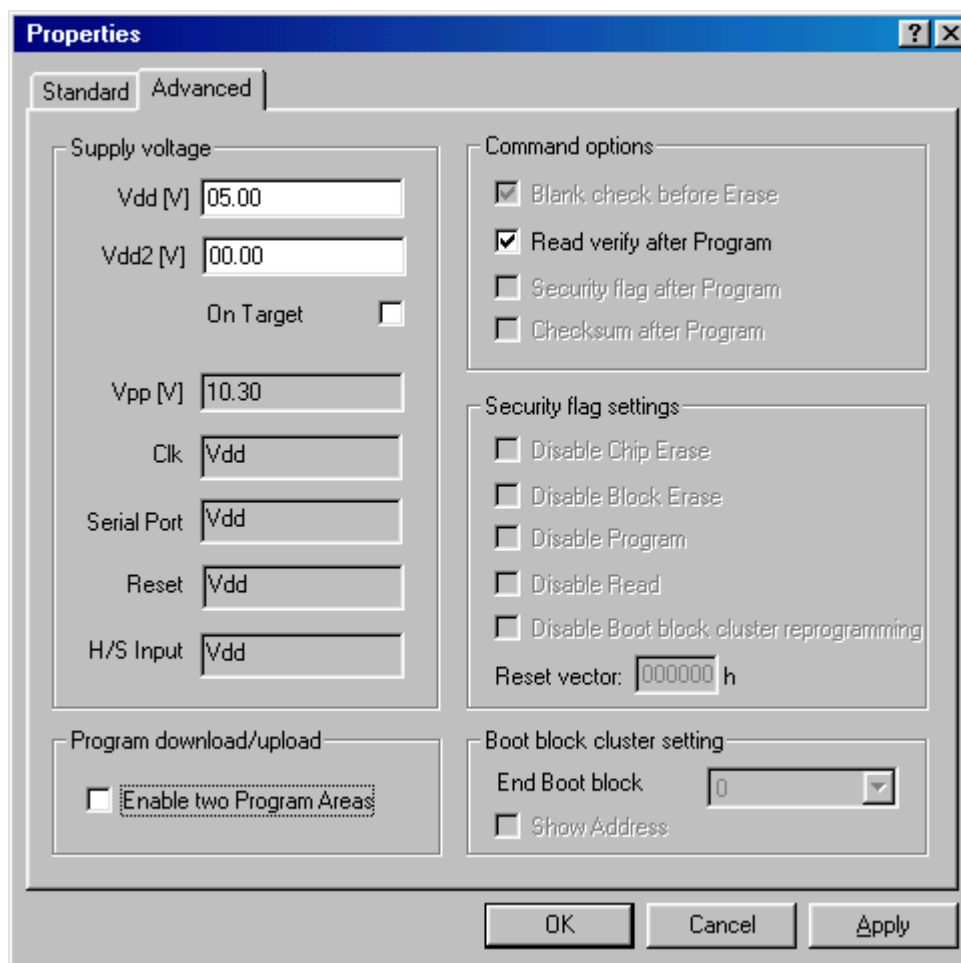 Properties
Standard
Advanced
Supply voltage
Vdd [V] 05.00
Vdd2 [V] 00.00
On Target
Vpp [V] 10.30
Clk Vdd
Serial Port Vdd
Reset Vdd
H/S Input Vdd
Program download/upload
Enable two Program Areas
Command options
Blank check before Erase
Read verify after Program
Security flag after Program
Checksum after Program
Security flag settings
Disable Chip Erase
Disable Block Erase
Disable Program
Disable Read
Disable Boot block cluster reprogramming
Reset vector: 000000 h
Boot block cluster setting
End Boot block 0
Show Address
OK
Cancel
Apply